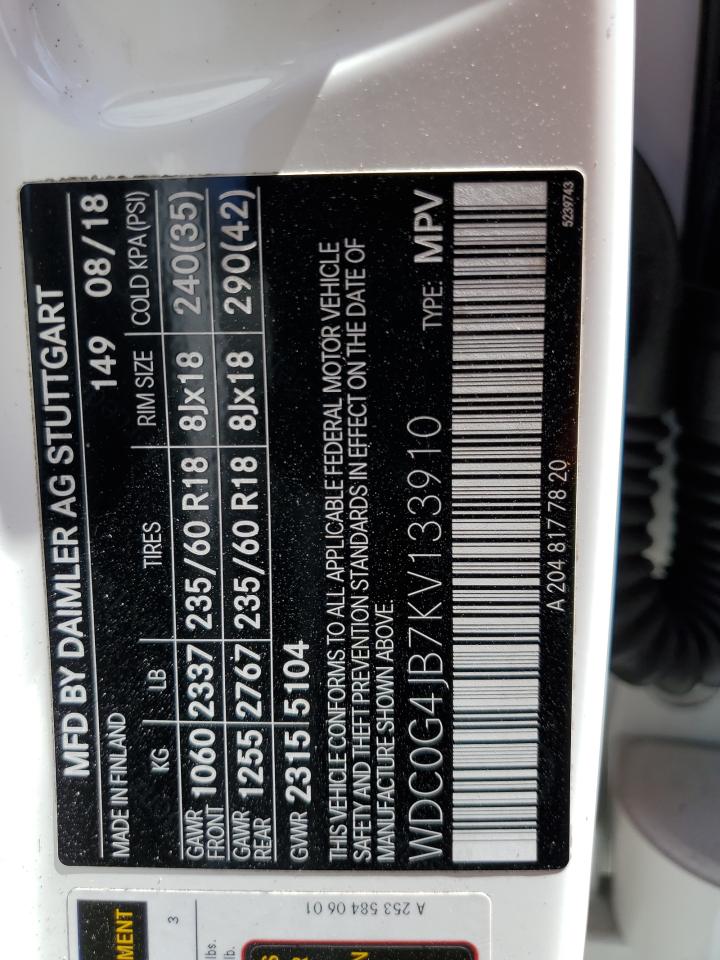 MFD BY DAIMLER AG STUTTGART
MADE IN FINLAND 149 08/18
KG LB TIRES RIM SIZE COLD KPA (PSI)
GAWR FRONT 1060 2337 235/60 R18 8Jx18 240(35)
GAWR REAR 1255 2767 235/60 R18 8Jx18 290(42)
GVWR 2315 5104
THIS VEHICLE CONFORMS TO ALL APPLICABLE FEDERAL MOTOR VEHICLE
SAFETY AND THEFT PREVENTION STANDARDS IN EFFECT ON THE DATE OF
MANUFACTURE SHOWN ABOVE.
WDC0G4JB7KV133910 TYPE: MPV
A 204 817 78 20
5239743
A 253 584 06 01
MENT
3
lbs.
lb.